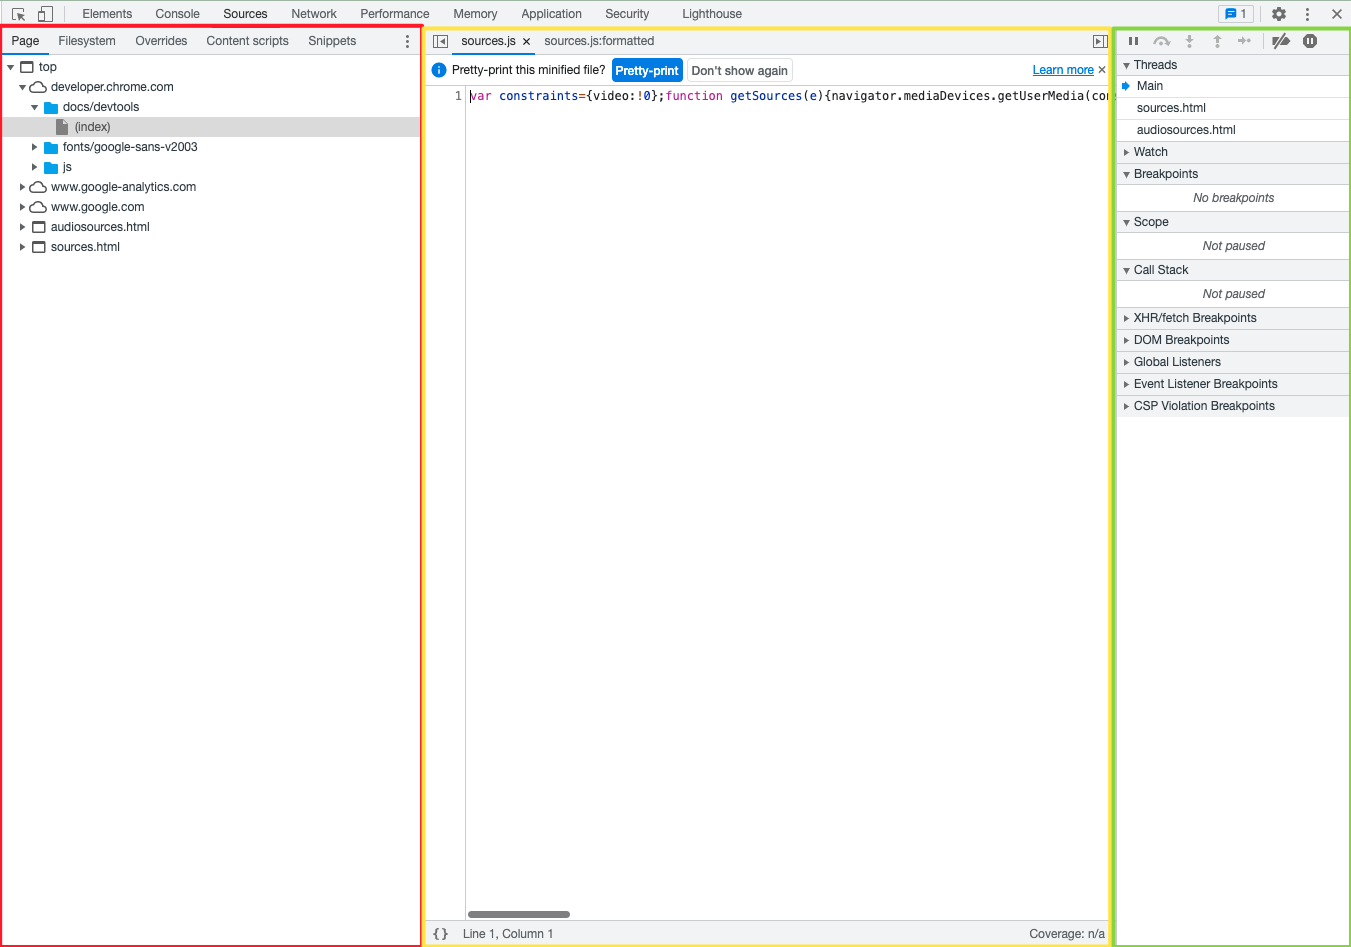 Elements Console Sources Network Performance Memory Application Security Lighthouse 1
Page Filesystem Overrides Content scripts Snippets
top
developer.chrome.com
docs/devtools
(index)
fonts/google-sans-v2003
js
www.google-analytics.com
www.google.com
audiosources.html
sources.html
sources.js sources.js:formatted
Pretty-print this minified file? Pretty-print Don't show again Learn more
1 var constraints={video:!0};function getSources(e){navigator.mediaDevices.getUserMedia(con
{} Line 1, Column 1 Coverage: n/a
Threads
Main
sources.html
audiosources.html
Watch
Breakpoints
No breakpoints
Scope
Not paused
Call Stack
Not paused
XHR/fetch Breakpoints
DOM Breakpoints
Global Listeners
Event Listener Breakpoints
CSP Violation Breakpoints